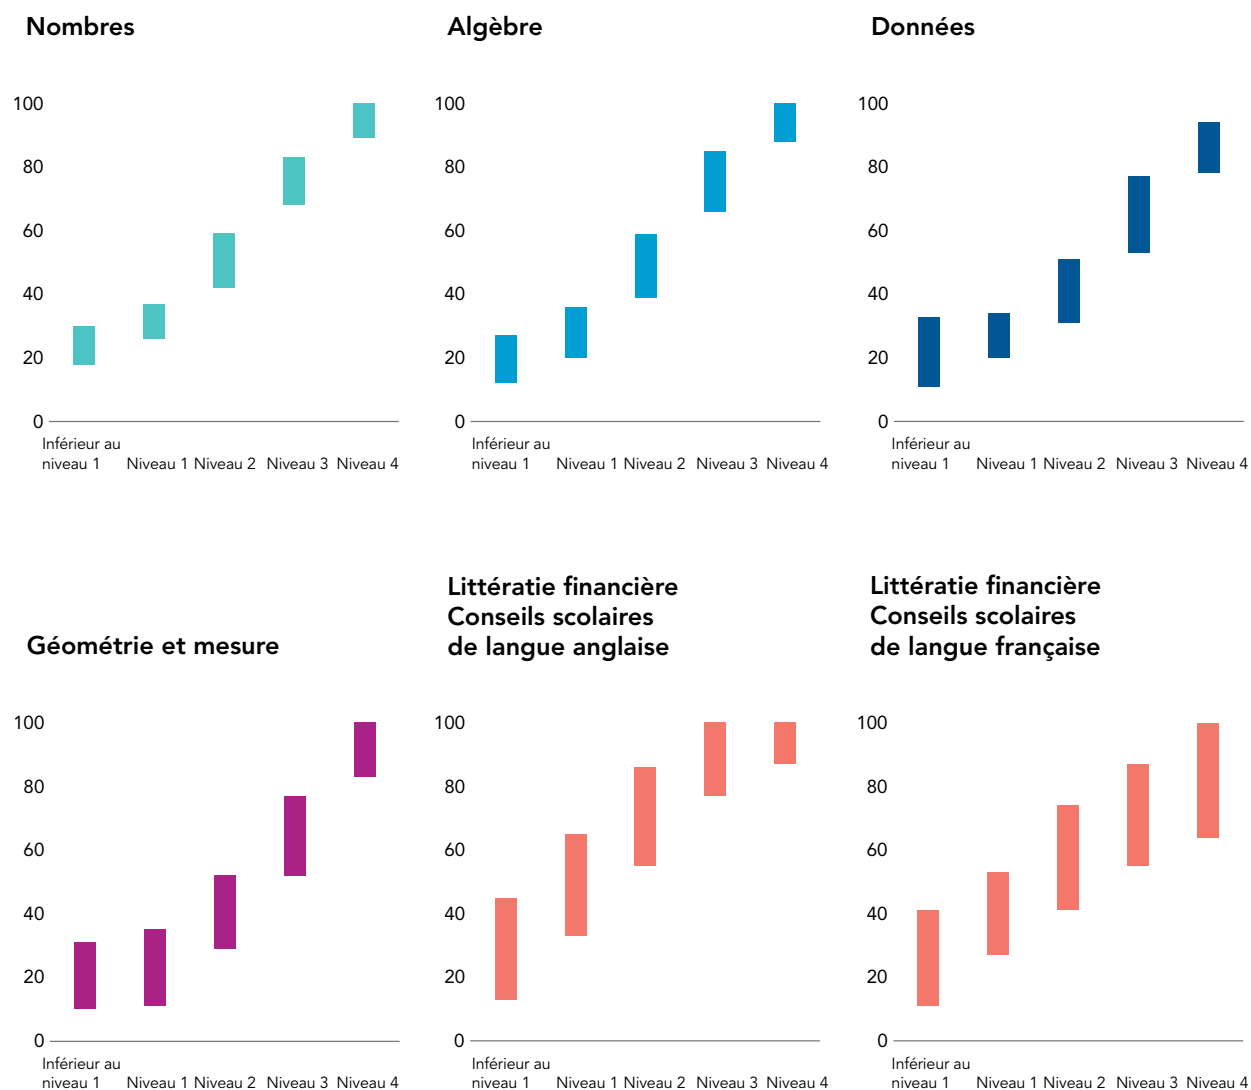 Nombres
100
80
60
40
20
0
Inférieur au
niveau 1 Niveau 1 Niveau 2 Niveau 3 Niveau 4
Algèbre
100
80
60
40
20
0
Inférieur au
niveau 1 Niveau 1 Niveau 2 Niveau 3 Niveau 4
Données
100
80
60
40
20
0
Inférieur au
niveau 1 Niveau 1 Niveau 2 Niveau 3 Niveau 4
Géométrie et mesure
100
80
60
40
20
0
Inférieur au
niveau 1 Niveau 1 Niveau 2 Niveau 3 Niveau 4
Littératie financière
Conseils scolaires
de langue anglaise
100
80
60
40
20
0
Inférieur au
niveau 1 Niveau 1 Niveau 2 Niveau 3 Niveau 4
Littératie financière
Conseils scolaires
de langue française
100
80
60
40
20
0
Inférieur au
niveau 1 Niveau 1 Niveau 2 Niveau 3 Niveau 4